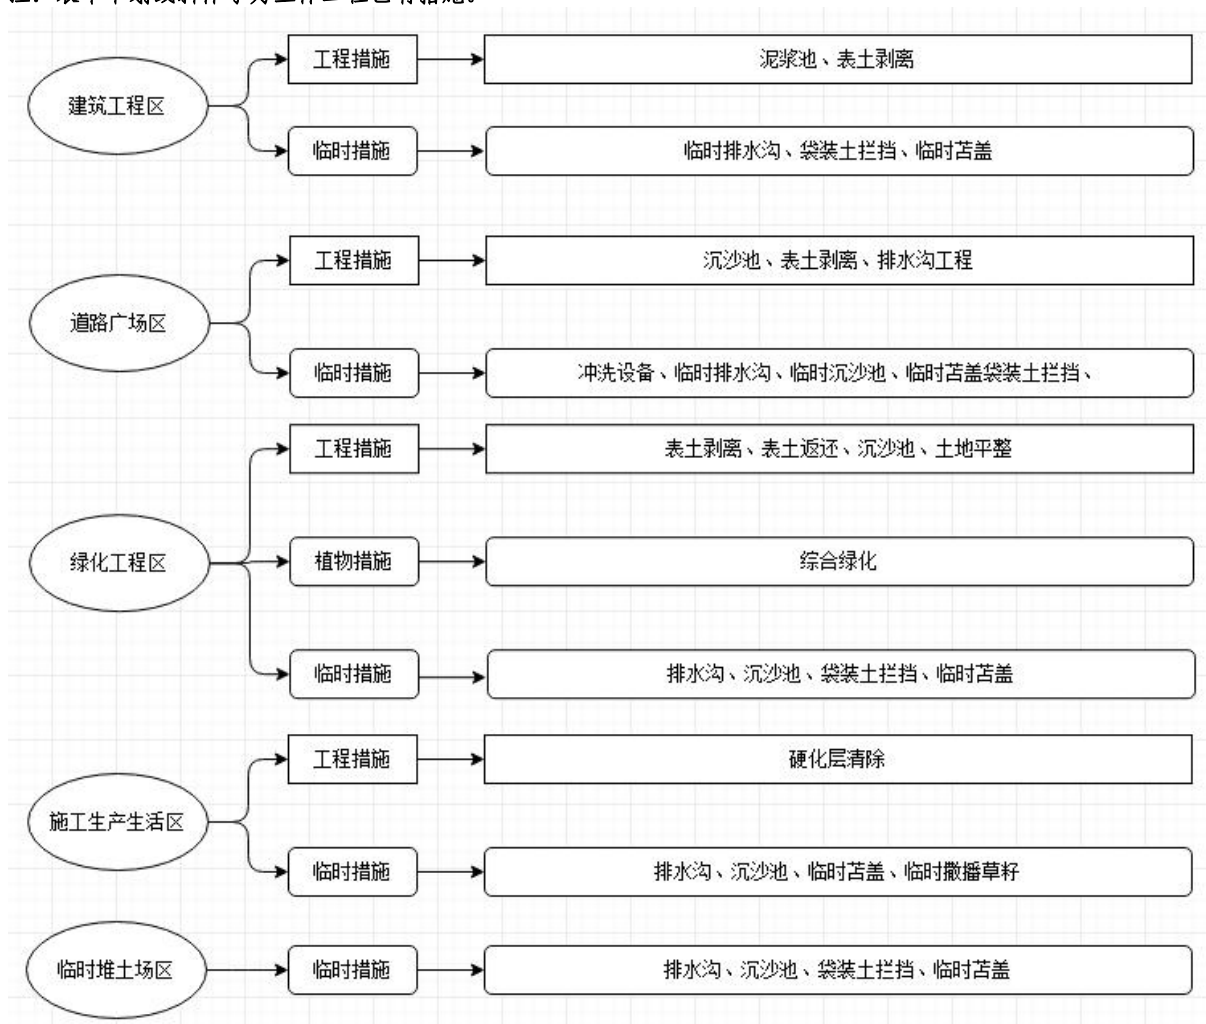 建筑工程区
工程措施
泥浆池、表土剥离
临时措施
临时排水沟、袋装土拦挡、临时苫盖
道路广场区
工程措施
沉沙池、表土剥离、排水沟工程
临时措施
冲洗设备、临时排水沟、临时沉沙池、临时苫盖袋装土拦挡、
绿化工程区
工程措施
表土剥离、表土返还、沉沙池、土地平整
植物措施
综合绿化
临时措施
排水沟、沉沙池、袋装土拦挡、临时苫盖
施工生产生活区
工程措施
硬化层清除
临时措施
排水沟、沉沙池、临时苫盖、临时撒播草籽
临时堆土场区
临时措施
排水沟、沉沙池、袋装土拦挡、临时苫盖